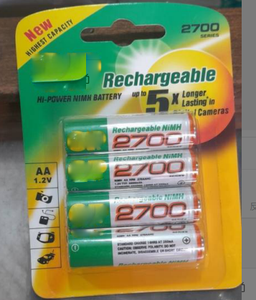 New
HIGHEST CAPACITY
2700
SERIES
Rechargeable
HI-POWER NIMH BATTERY
up to 5x Longer
Lasting in
Cameras
AA
1.2V
Rechargeable NiMH
2700
Rechargeable NiMH
2700
Rechargeable NiMH
2700